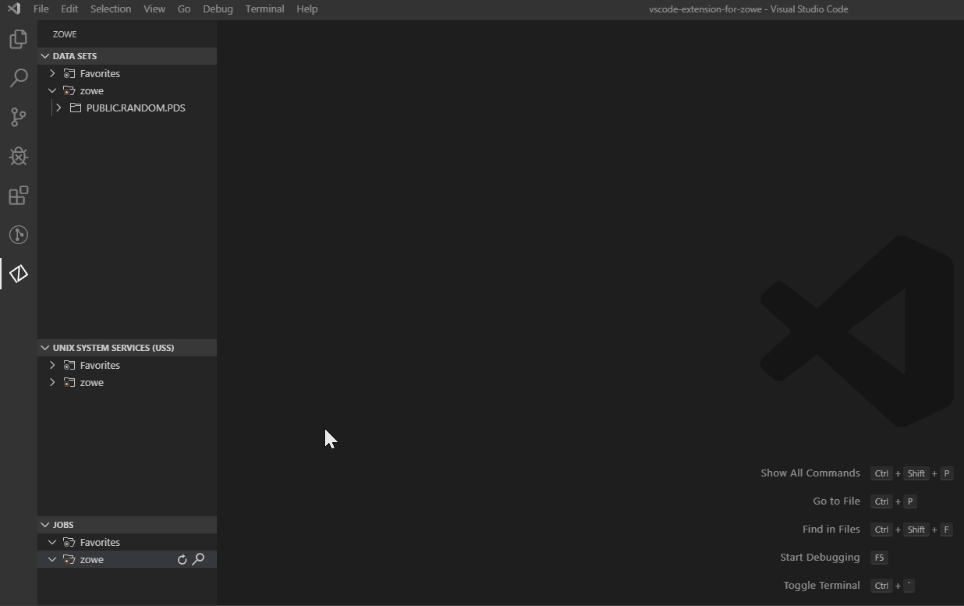 File Edit Selection View Go Debug Terminal Help
vscode-extension-for-zowe - Visual Studio Code
ZOWE
DATA SETS
Favorites
zowe
PUBLIC.RANDOM.PDS
UNIX SYSTEM SERVICES (USS)
Favorites
zowe
JOBS
Favorites
zowe
Show All Commands Ctrl + Shift + P
Go to File Ctrl + P
Find in Files Ctrl + Shift + F
Start Debugging F5
Toggle Terminal Ctrl + `